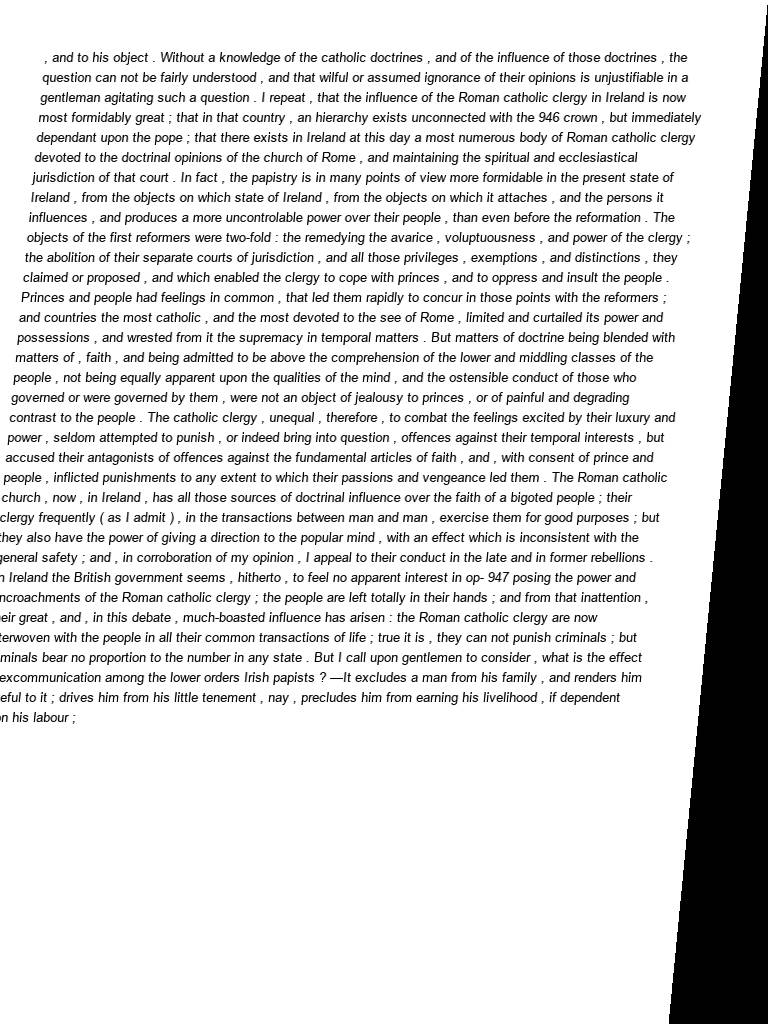 , and to his object . Without a knowledge of the catholic doctrines , and of the influence of those doctrines , the
question can not be fairly understood , and that wilful or assumed ignorance of their opinions is unjustifiable in a
gentleman agitating such a question . I repeat , that the influence of the Roman catholic clergy in Ireland is now
most formidably great ; that in that country , an hierarchy exists unconnected with the 946 crown , but immediately
dependant upon the pope ; that there exists in Ireland at this day a most numerous body of Roman catholic clergy
devoted to the doctrinal opinions of the church of Rome , and maintaining the spiritual and ecclesiastical
jurisdiction of that court . In fact , the papistry is in many points of view more formidable in the present state of
Ireland , from the objects on which state of Ireland , from the objects on which it attaches , and the persons it
influences , and produces a more uncontrolable power over their people , than even before the reformation . The
objects of the first reformers were two-fold : the remedying the avarice , voluptuousness , and power of the clergy ;
the abolition of their separate courts of jurisdiction , and all those privileges , exemptions , and distinctions , they
claimed or proposed , and which enabled the clergy to cope with princes , and to oppress and insult the people .
Princes and people had feelings in common , that led them rapidly to concur in those points with the reformers ;
and countries the most catholic , and the most devoted to the see of Rome , limited and curtailed its power and
possessions , and wrested from it the supremacy in temporal matters . But matters of doctrine being blended with
matters of , faith , and being admitted to be above the comprehension of the lower and middling classes of the
people , not being equally apparent upon the qualities of the mind , and the ostensible conduct of those who
governed or were governed by them , were not an object of jealousy to princes , or of painful and degrading
contrast to the people . The catholic clergy , unequal , therefore , to combat the feelings excited by their luxury and
power , seldom attempted to punish , or indeed bring into question , offences against their temporal interests , but
accused their antagonists of offences against the fundamental articles of faith , and , with consent of prince and
people , inflicted punishments to any extent to which their passions and vengeance led them . The Roman catholic
church , now , in Ireland , has all those sources of doctrinal influence over the faith of a bigoted people ; their
clergy frequently ( as I admit ) , in the transactions between man and man , exercise them for good purposes ; but
they also have the power of giving a direction to the popular mind , with an effect which is inconsistent with the
general safety ; and , in corroboration of my opinion , I appeal to their conduct in the late and in former rebellions .
Ireland the British government seems , hitherto , to feel no apparent interest in op- 947 posing the power and
of the Roman catholic clergy ; the people are left totally in their hands ; and from that inattention ,
great , and , in this debate , much-boasted influence has arisen : the Roman catholic clergy are now
with the people in all their common transactions of life ; true it is , they can not punish criminals ; but
bear no proportion to the number in any state . But I call upon gentlemen to consider , what is the effect
excommunication among the lower orders Irish papists ? —It excludes a man from his family , and renders him
to it ; drives him from his little tenement , nay , precludes him from earning his livelihood , if dependent
his labour ;